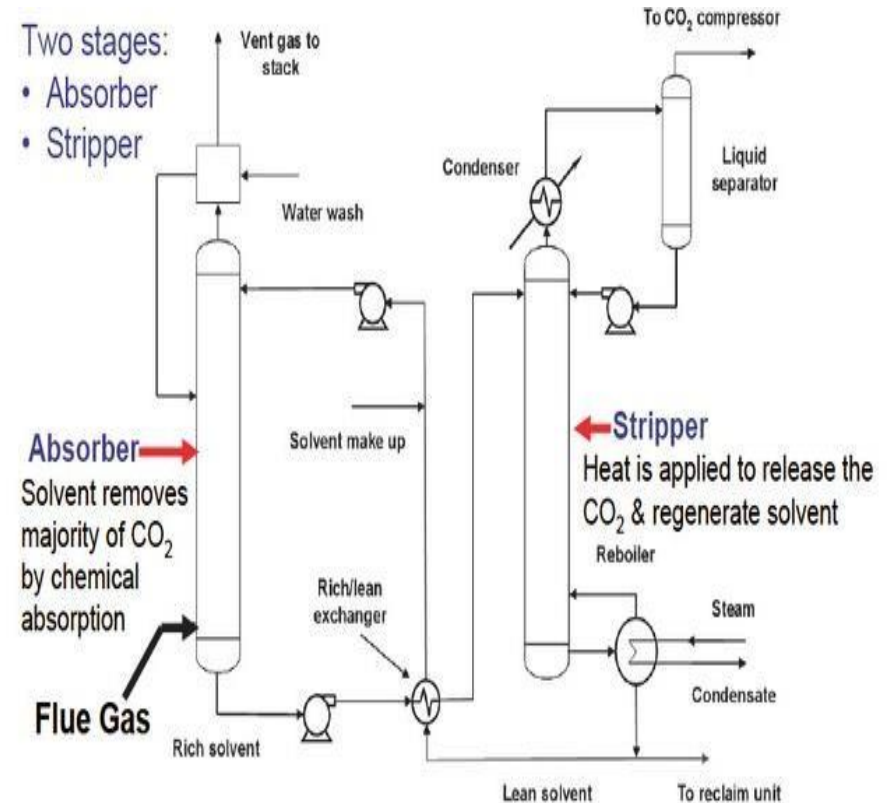 Two stages:
• Absorber
• Stripper
Vent gas to
stack
To CO₂ compressor
Condenser
Liquid
separator
Water wash
Absorber
Solvent removes
majority of CO₂
by chemical
absorption
Solvent make up
Stripper
Heat is applied to release the
CO₂ & regenerate solvent
Reboiler
Rich/lean
exchanger
Steam
Condensate
Flue Gas
Rich solvent
Lean solvent
To reclaim unit